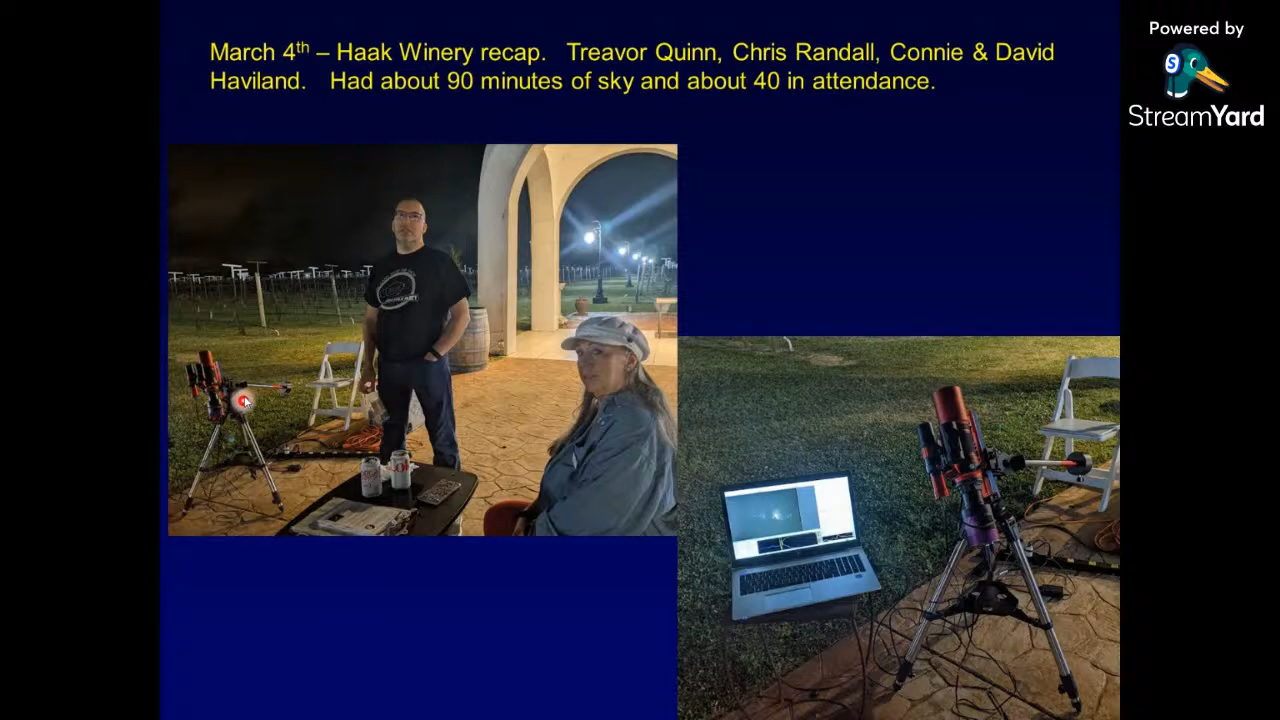 March 4th – Haak Winery recap. Treavor Quinn, Chris Randall, Connie & David
Haviland. Had about 90 minutes of sky and about 40 in attendance.
Powered by
S
StreamYard